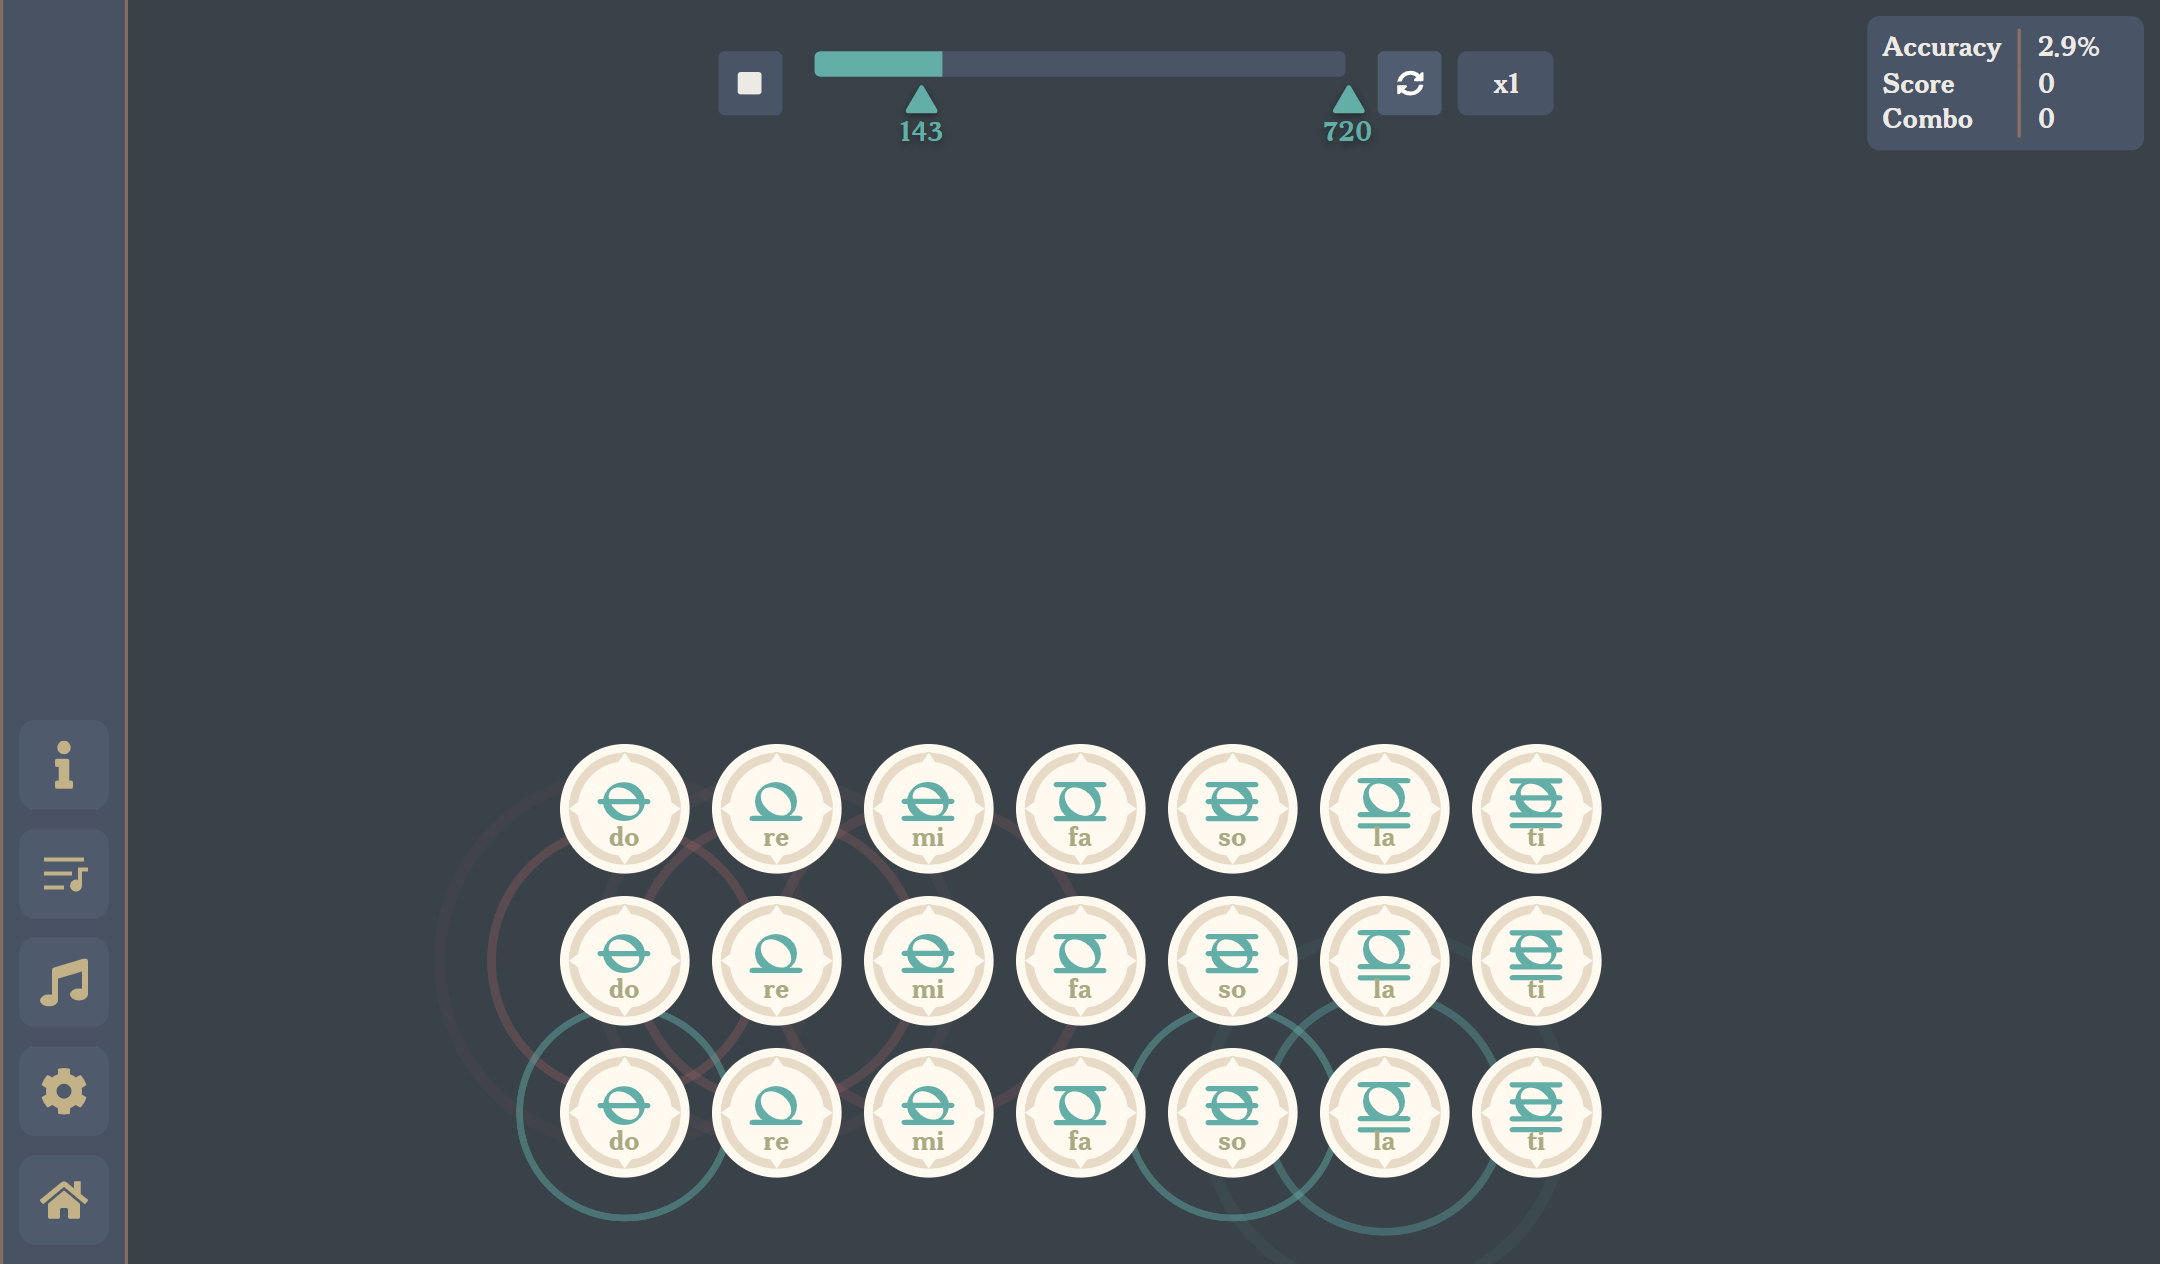 143
720
x1
Accuracy 2.9%
Score 0
Combo 0
do re mi fa so la ti
do re mi fa so la ti
do re mi fa so la ti